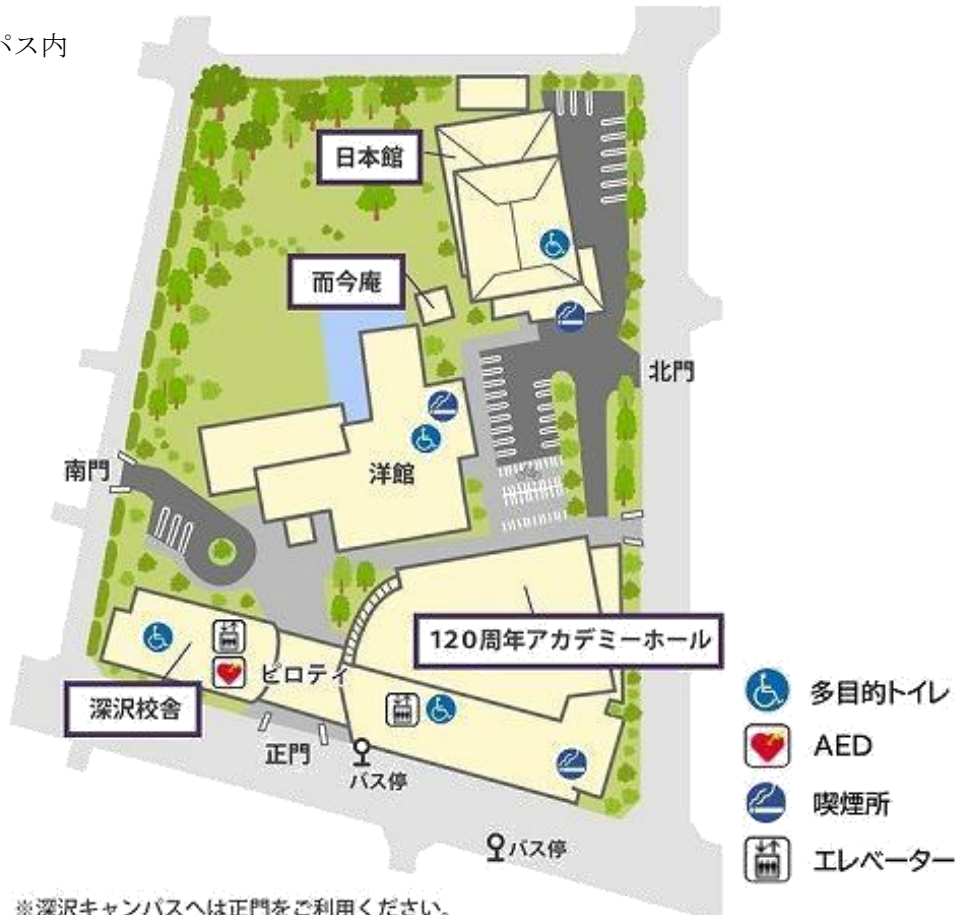 パス内
日本館
而今庵
北門
洋館
南門
120周年アカデミーホール
ピロティ
深沢校舎
正門
バス停
バス停
多目的トイレ
AED
喫煙所
エレベーター
※深沢キャンパスへは正門をご利用ください。